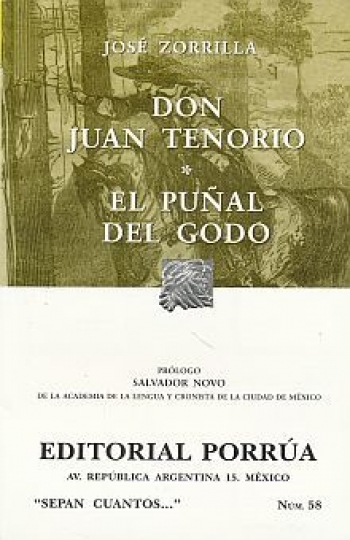 JOSÉ ZORRILLA
DON
JUAN TENORIO
*
EL PUÑAL
DEL GODO
PRÓLOGO
SALVADOR NOVO
DE LA ACADEMIA DE LA LENGUA Y CRONISTA DE LA CIUDAD DE MÉXICO
EDITORIAL PORRÚA
AV. REPÚBLICA ARGENTINA 15. MÉXICO
"SEPAN CUANTOS..." NÚM. 58